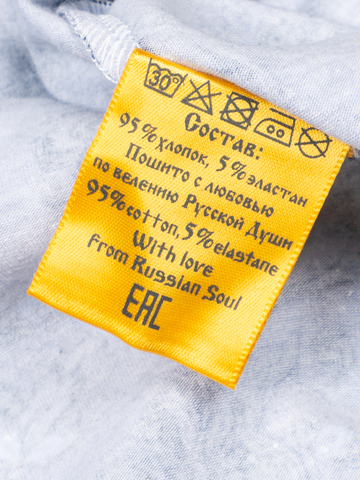 30°
Состав:
95% хлопок, 5% эластан
Пошито с любовью
по велению Русской Души
95% cotton, 5% elastane
With love
from Russian Soul
EAC